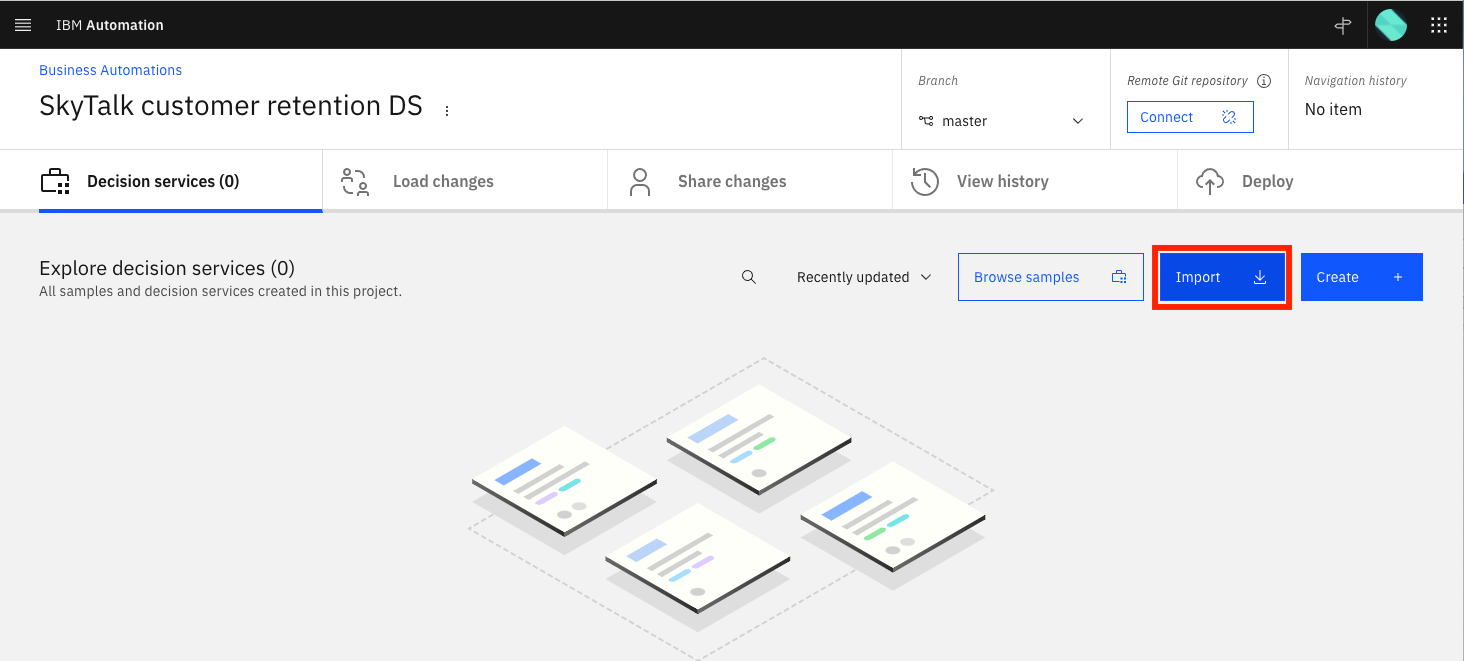 IBM Automation
Business Automations
SkyTalk customer retention DS
Branch
master
Remote Git repository
Connect
Navigation history
No item
Decision services (0)
Load changes
Share changes
View history
Deploy
Explore decision services (0)
All samples and decision services created in this project.
Recently updated
Browse samples
Import
Create +